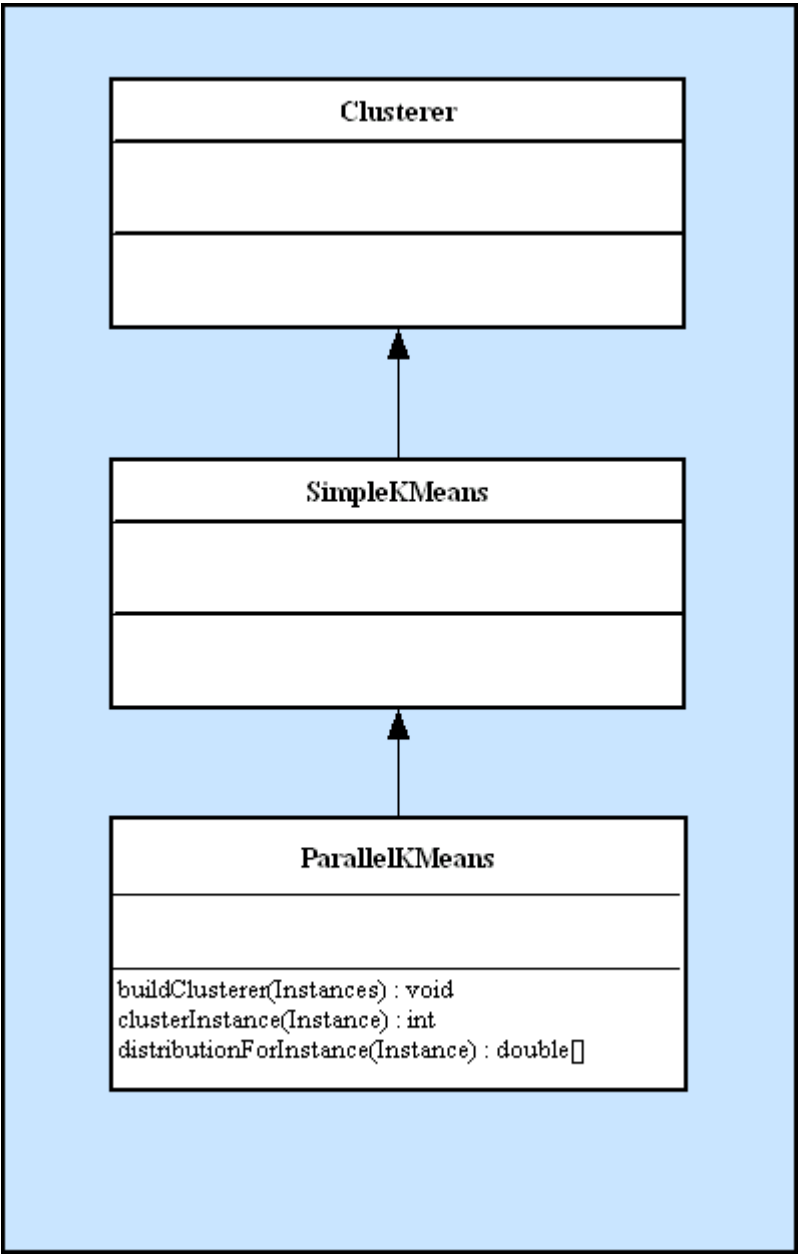 Clusterer
SimpleKMeans
ParallelKMeans
buildClusterer(Instances) : void
clusterInstance(Instance) : int
distributionForInstance(Instance) : double[]